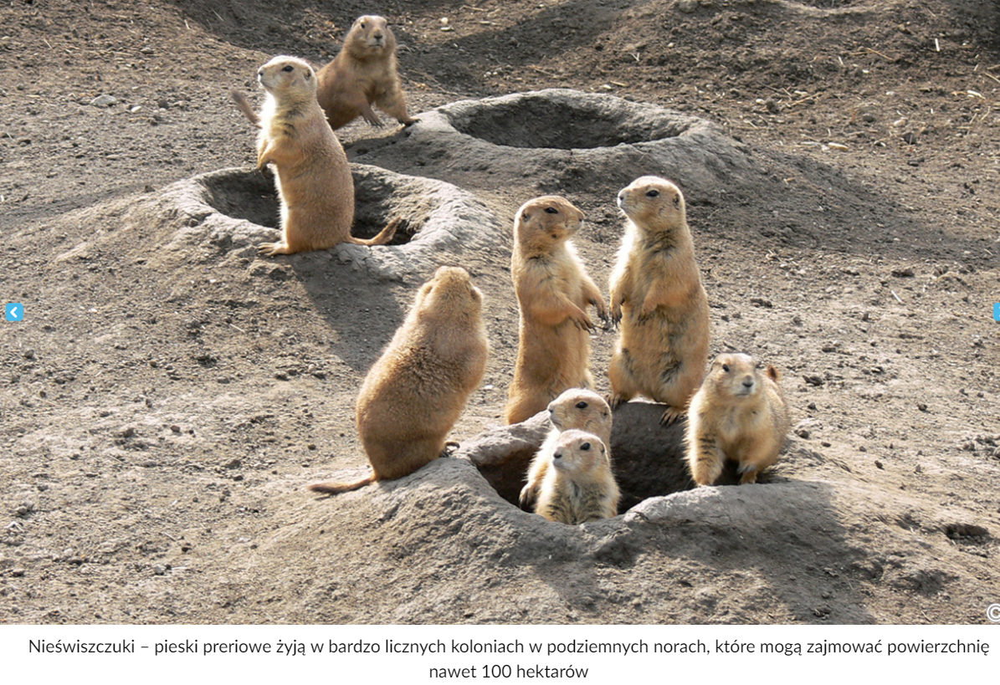 ©
Nieświszczuki – pieski preriowe żyją w bardzo licznych koloniach w podziemnych norach, które mogą zajmować powierzchnię
nawet 100 hektarów